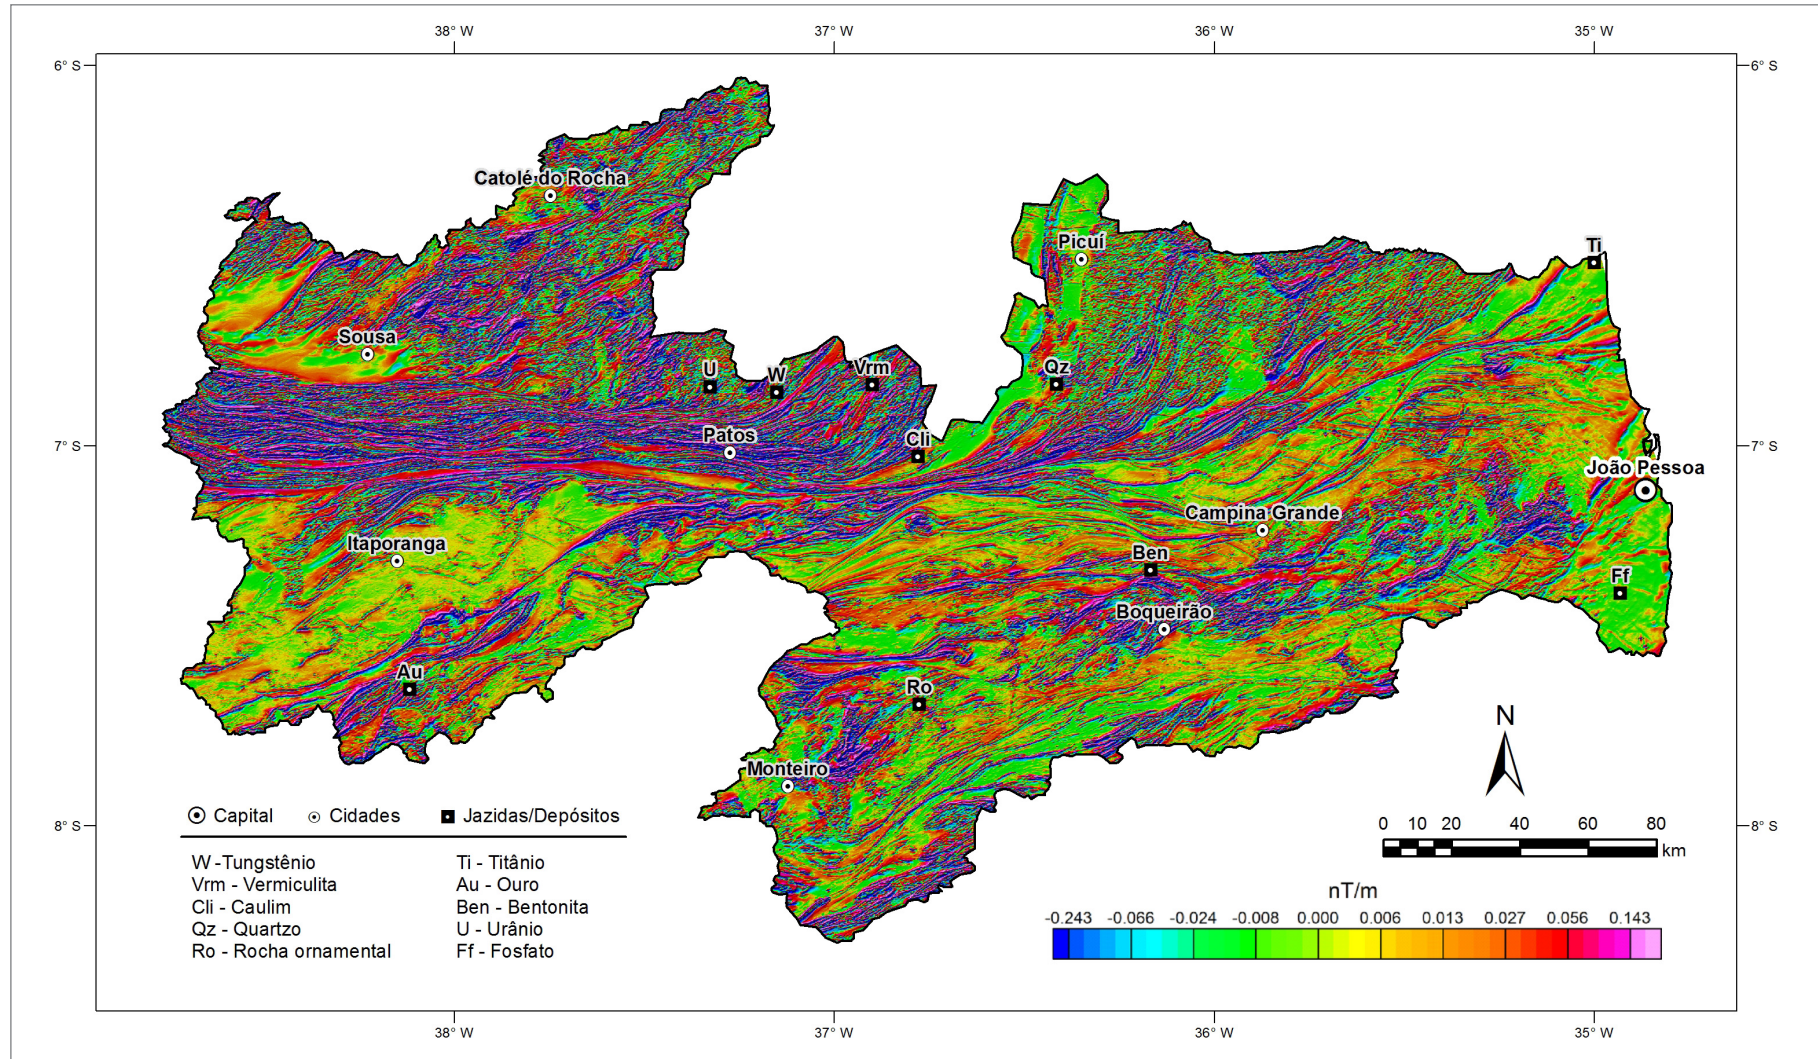 38° W 37° W 36° W 35° W
6° S 6° S
Catolé do Rocha
Picuí
Ti
Sousa
U W Vrm Qz
Patos Cli
7° S 7° S
João Pessoa
Campina Grande
Itaporanga
Ben
Ff
Boqueirão
Au
Ro
N
Monteiro
Capital Cidades Jazidas/Depósitos
8° S 8° S
0 10 20 40 60 80
km
W -Tungstênio Ti - Titânio
Vrm - Vermiculita Au - Ouro
Cli - Caulim Ben - Bentonita
Qz - Quartzo U - Urânio
Ro - Rocha ornamental Ff - Fosfato
nT/m
-0.243 -0.066 -0.024 -0.008 0.000 0.006 0.013 0.027 0.056 0.143
38° W 37° W 36° W 35° W